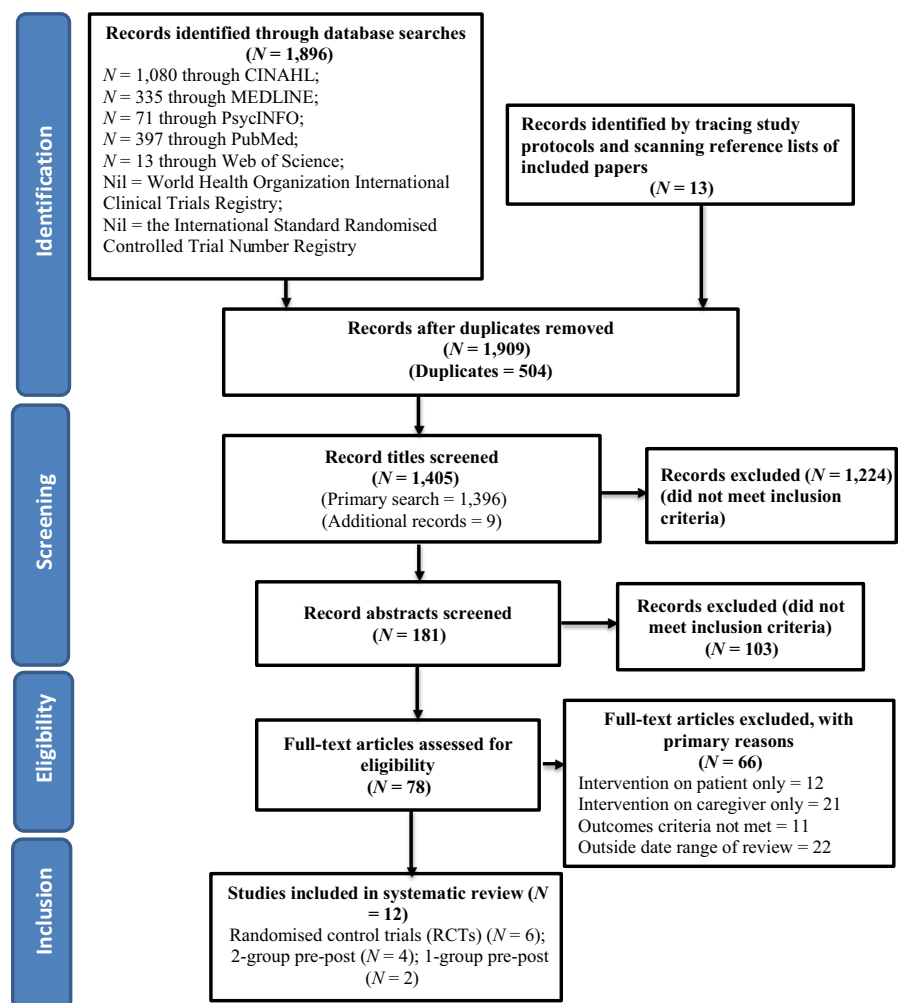 Identification
Records identified through database searches
(N = 1,896)
N = 1,080 through CINAHL;
N = 335 through MEDLINE;
N = 71 through PsycINFO;
N = 397 through PubMed;
N = 13 through Web of Science;
Nil = World Health Organization International
Clinical Trials Registry;
Nil = the International Standard Randomised
Controlled Trial Number Registry
Records identified by tracing study
protocols and scanning reference lists of
included papers
(N = 13)
Records after duplicates removed
(N = 1,909)
(Duplicates = 504)
Screening
Record titles screened
(N = 1,405)
(Primary search = 1,396)
(Additional records = 9)
Records excluded (N = 1,224)
(did not meet inclusion
criteria)
Record abstracts screened
(N = 181)
Records excluded (did not
meet inclusion criteria)
(N = 103)
Eligibility
Full-text articles assessed for
eligibility
(N = 78)
Full-text articles excluded, with
primary reasons
(N = 66)
Intervention on patient only = 12
Intervention on caregiver only = 21
Outcomes criteria not met = 11
Outside date range of review = 22
Inclusion
Studies included in systematic review (N
= 12)
Randomised control trials (RCTs) (N = 6);
2-group pre-post (N = 4); 1-group pre-post
(N = 2)